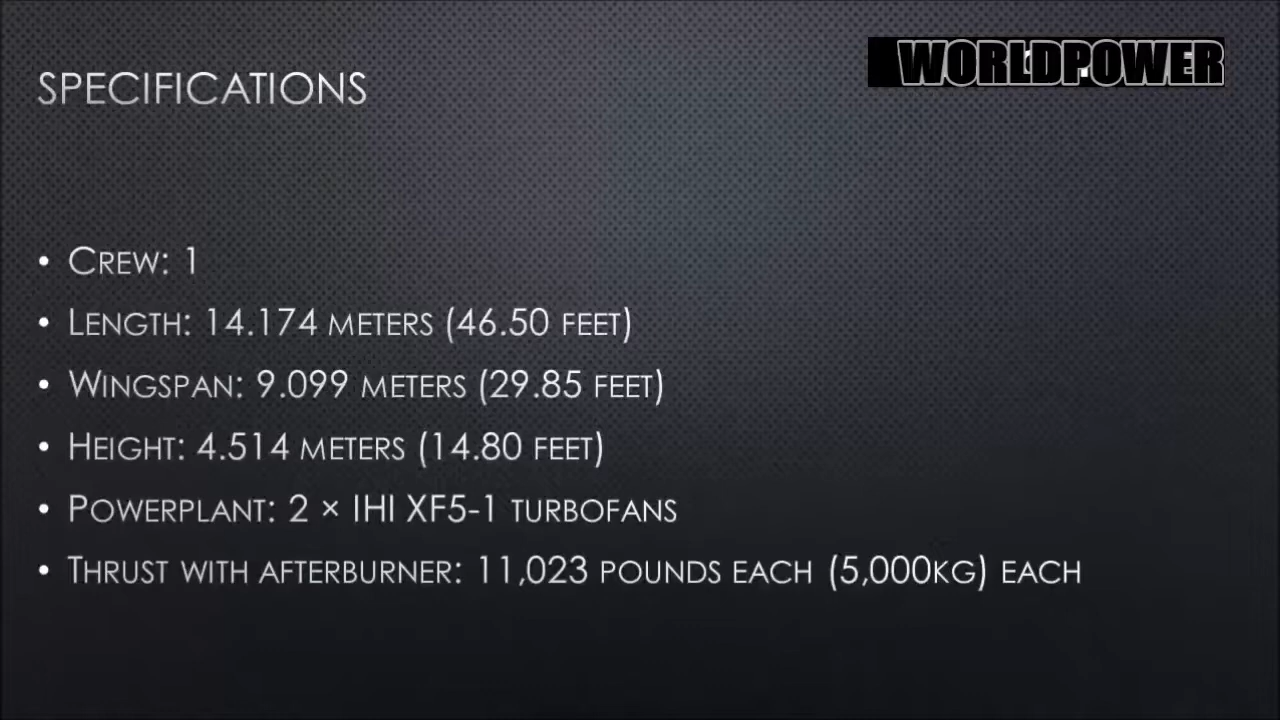 WORLDPOWER
SPECIFICATIONS
• CREW: 1
• LENGTH: 14.174 METERS (46.50 FEET)
• WINGSPAN: 9.099 METERS (29.85 FEET)
• HEIGHT: 4.514 METERS (14.80 FEET)
• POWERPLANT: 2 × IHI XF5-1 TURBOFANS
• THRUST WITH AFTERBURNER: 11,023 POUNDS EACH (5,000KG) EACH